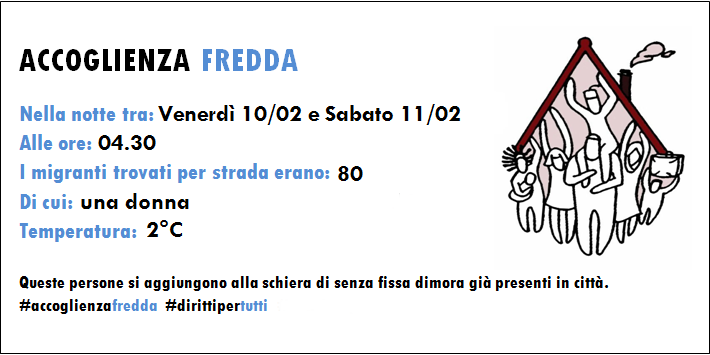 ACCOGLIENZA FREDDA
Nella notte tra: Venerdì 10/02 e Sabato 11/02
Alle ore: 04.30
I migranti trovati per strada erano: 80
Di cui: una donna
Temperatura: 2°C
Queste persone si aggiungono alla schiera di senza fissa dimora già presenti in città.
#accoglienzafredda #dirittipertutti